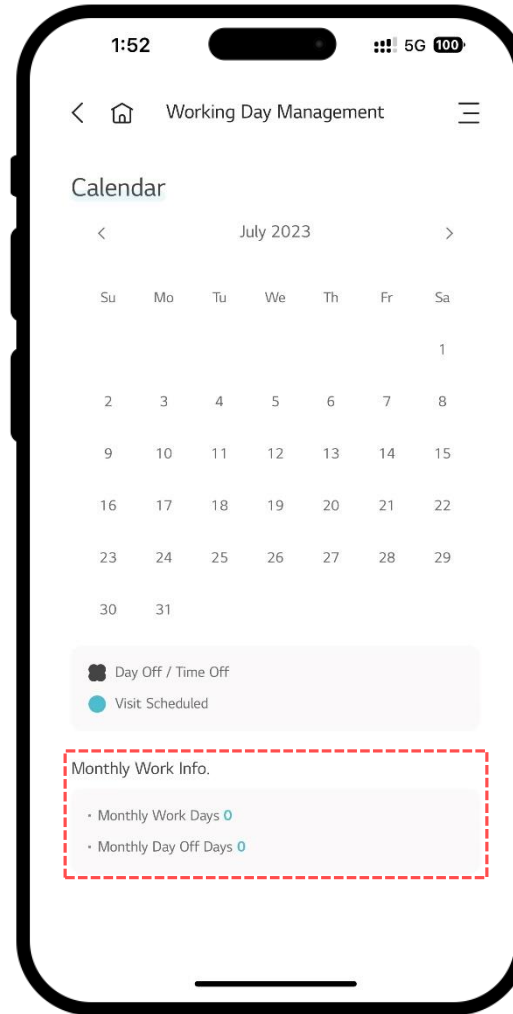 1:52 5G 100
Working Day Management
Calendar
July 2023
Su Mo Tu We Th Fr Sa
1
2 3 4 5 6 7 8
9 10 11 12 13 14 15
16 17 18 19 20 21 22
23 24 25 26 27 28 29
30 31
Day Off / Time Off
Visit Scheduled
Monthly Work Info.
• Monthly Work Days 0
• Monthly Day Off Days 0